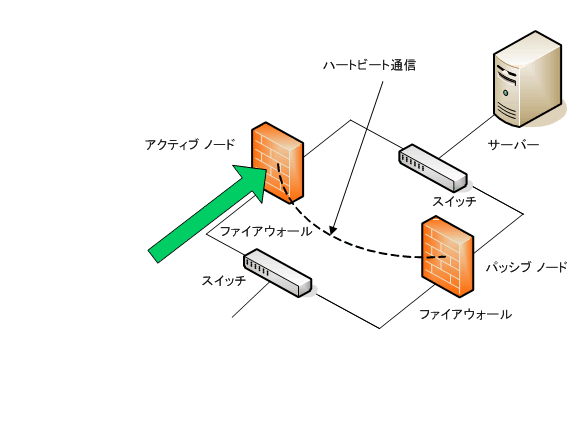 ハートビート通信
アクティブ ノード
サーバー
スイッチ
ファイアウォール
パッシブ ノード
スイッチ
ファイアウォール